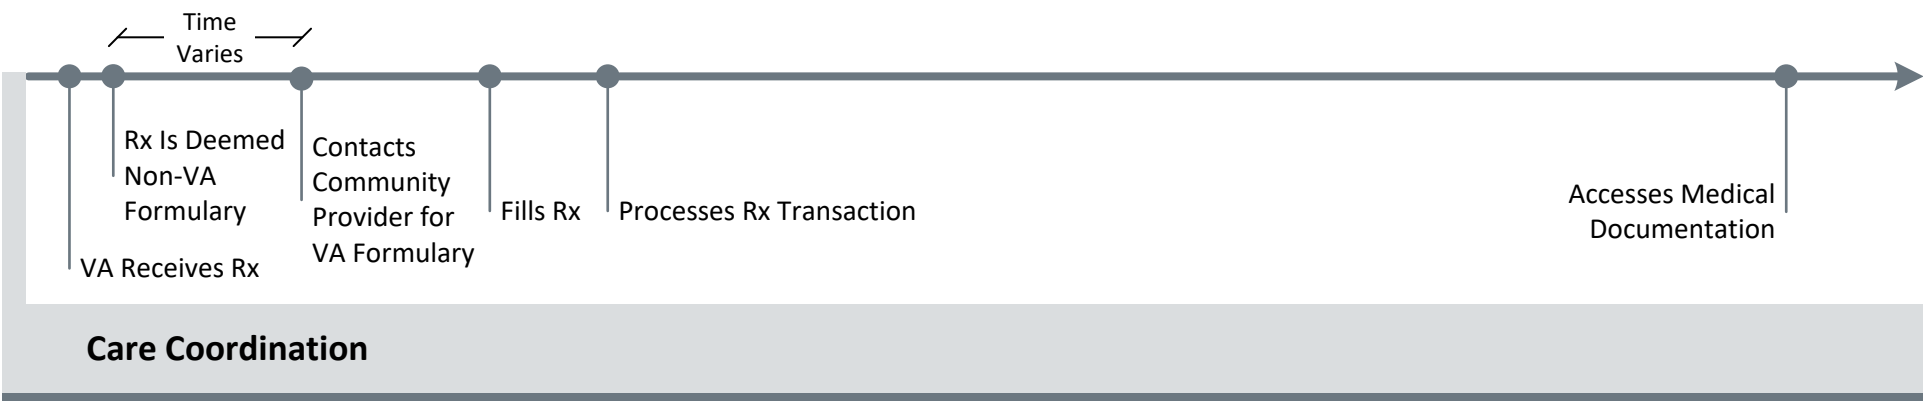 Time
Varies
Rx Is Deemed
Non-VA
Formulary
Contacts
Community
Provider for
VA Formulary
Fills Rx
Processes Rx Transaction
Accesses Medical
Documentation
VA Receives Rx
Care Coordination